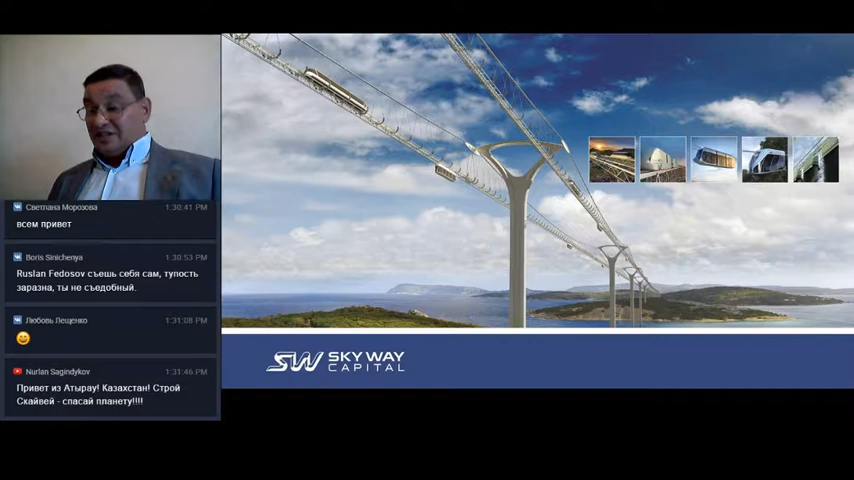 Светлана Морозова 1:30:41 PM
всем привет
Boris Sinichenya 1:30:53 PM
Ruslan Fedosov съешь себя сам, тупость
заразна, ты не съедобный.
Любовь Лещенко 1:31:08 PM
Nurlan Sagindykov 1:31:46 PM
Привет из Атырау! Казахстан! Строй
Скайвей - спасай планету!!!!
SW SKY WAY
CAPITAL